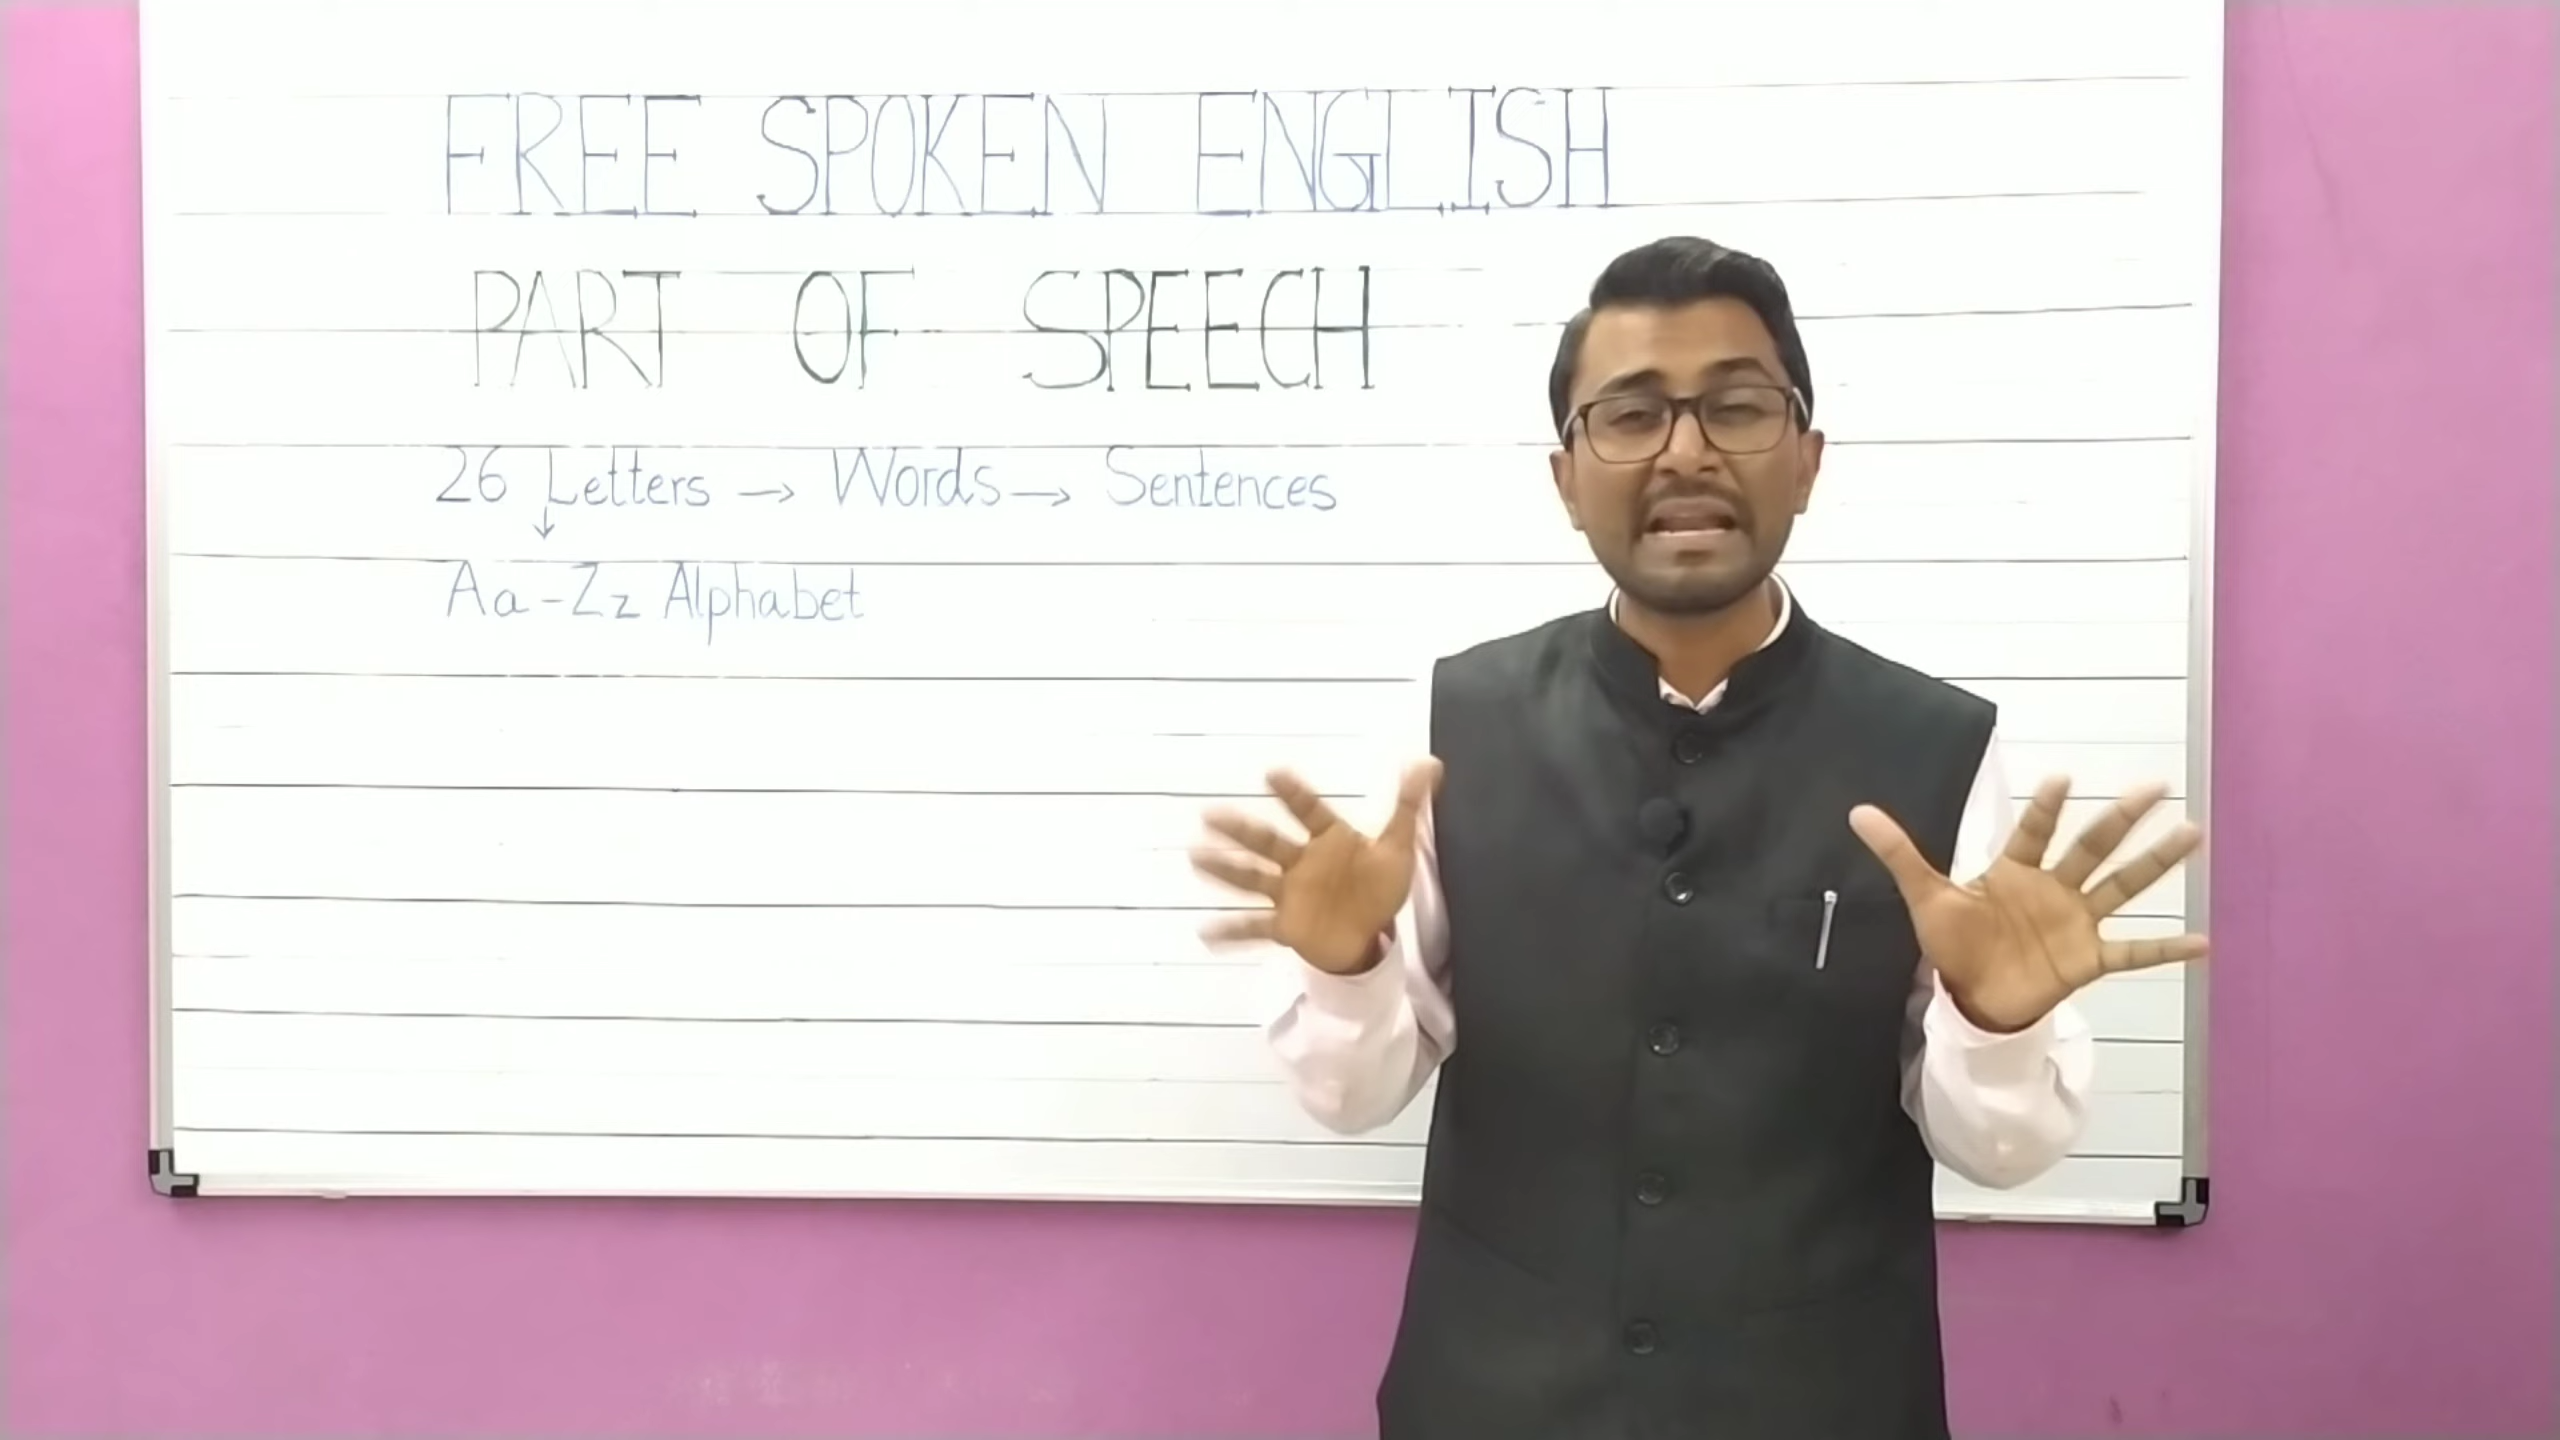 FREE SPOKEN ENGLISH
PART OF SPEECH
26 Letters → Words → Sentences
↓
Aa - Zz Alphabet